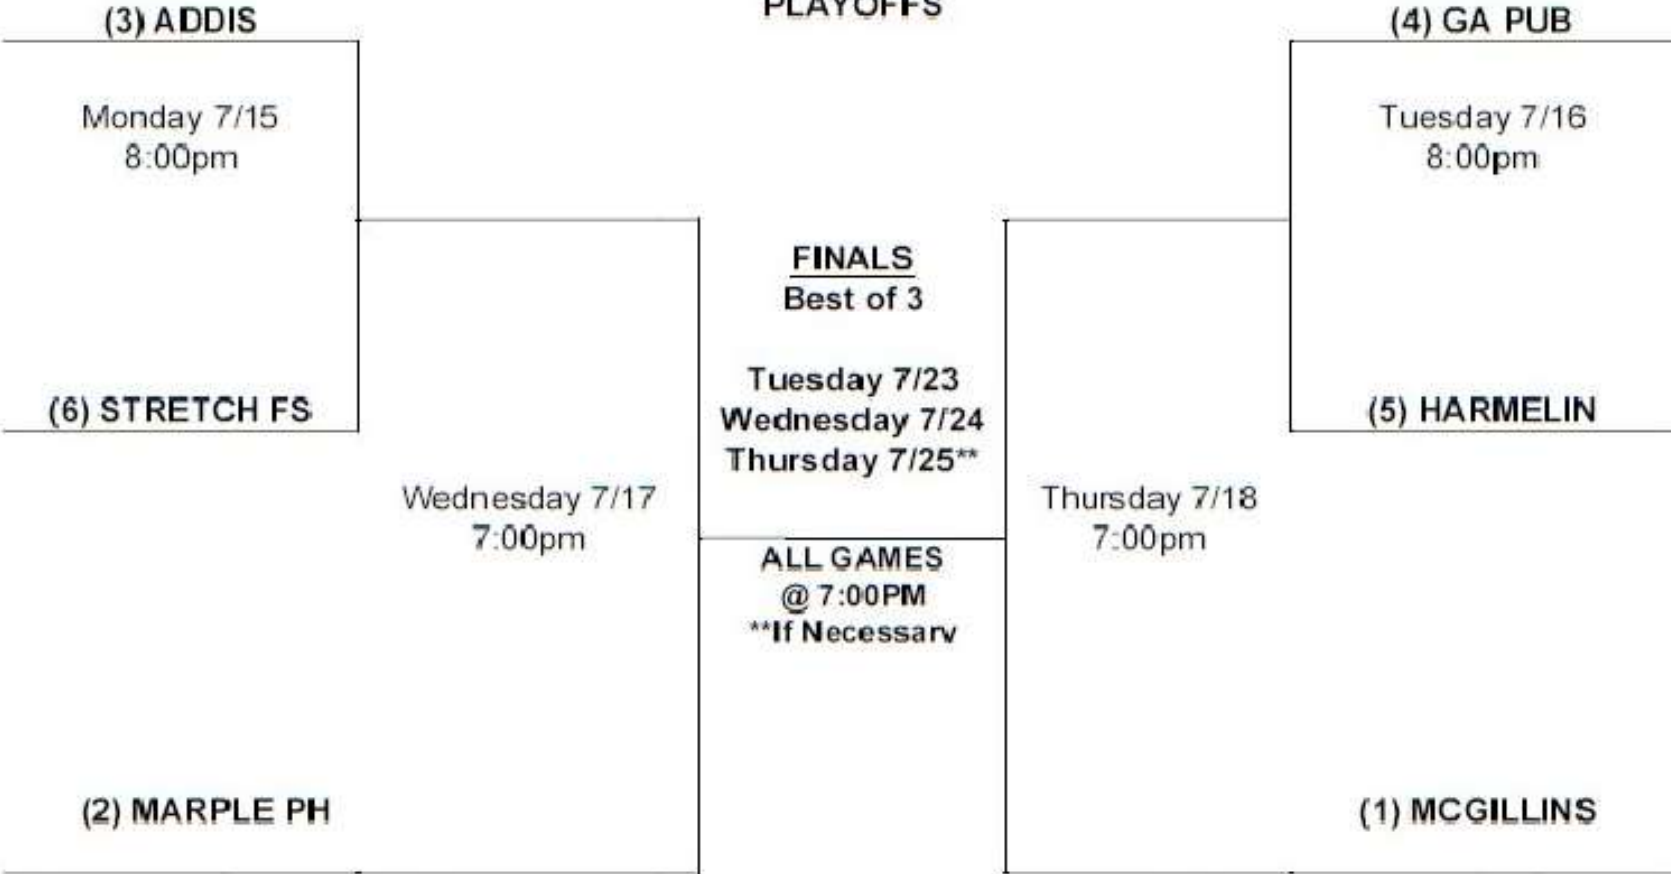 PLAYOFFS
(3) ADDIS
(4) GA PUB
Monday 7/15
8:00pm
Tuesday 7/16
8:00pm
FINALS
Best of 3
Tuesday 7/23
Wednesday 7/24
Thursday 7/25**
(6) STRETCH FS
(5) HARMELIN
Wednesday 7/17
7:00pm
Thursday 7/18
7:00pm
ALL GAMES
@ 7:00PM
**If Necessary
(2) MARPLE PH
(1) MCGILLINS